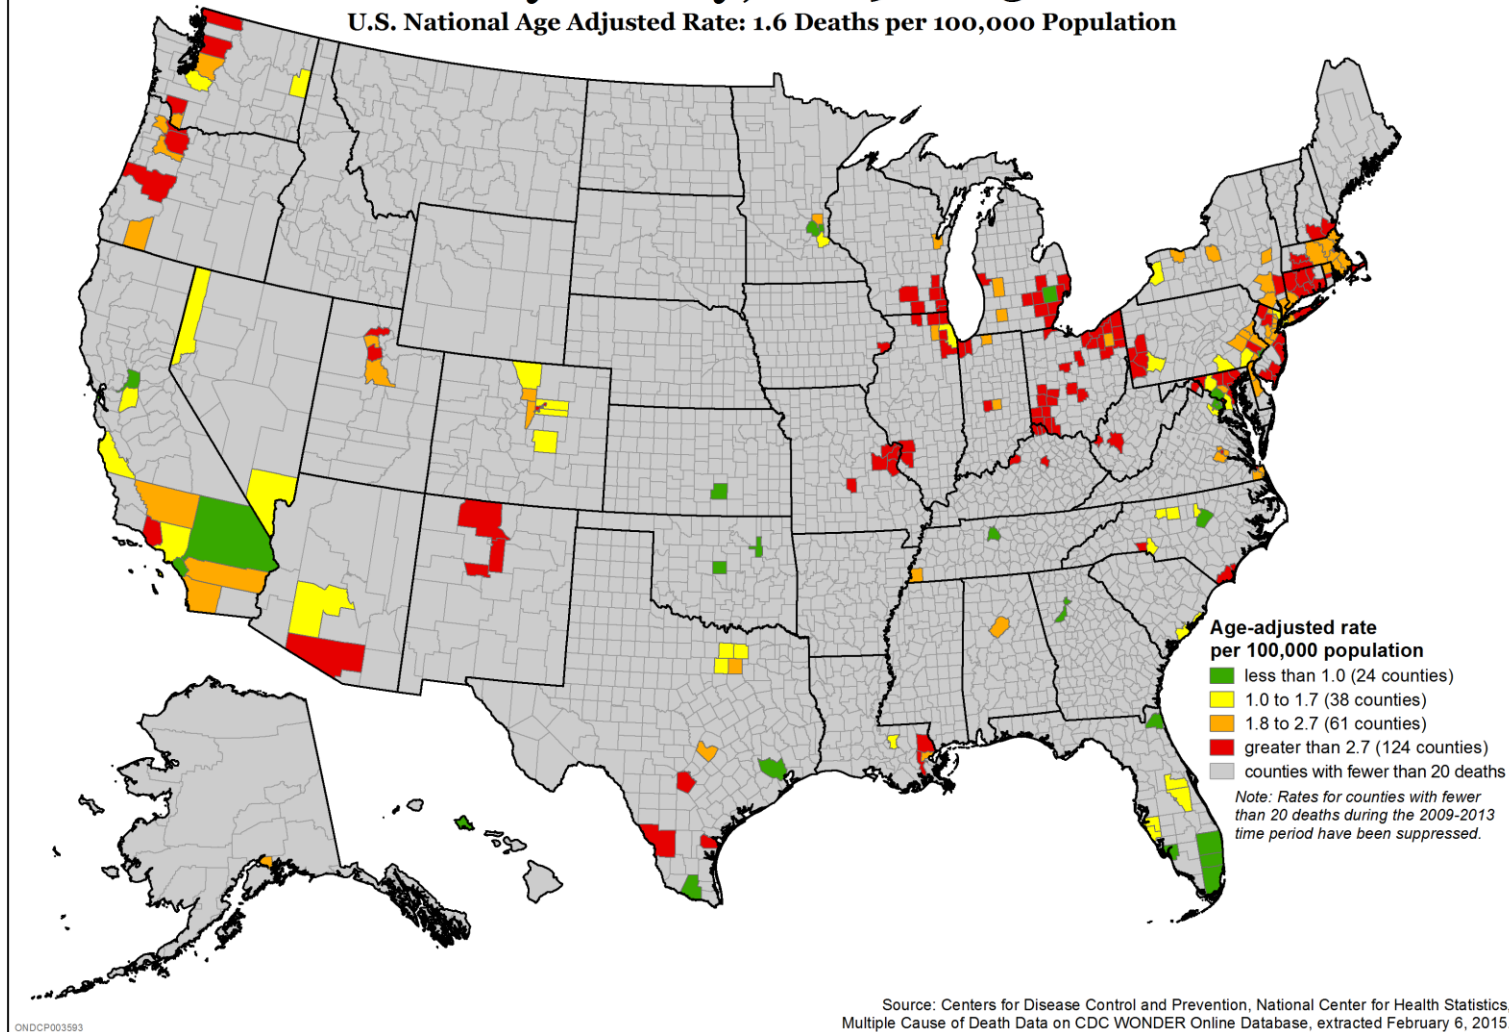 U.S. National Age Adjusted Rate: 1.6 Deaths per 100,000 Population
Age-adjusted rate
per 100,000 population
less than 1.0 (24 counties)
1.0 to 1.7 (38 counties)
1.8 to 2.7 (61 counties)
greater than 2.7 (124 counties)
counties with fewer than 20 deaths
Note: Rates for counties with fewer
than 20 deaths during the 2009-2013
time period have been suppressed.
Source: Centers for Disease Control and Prevention, National Center for Health Statistics,
Multiple Cause of Death Data on CDC WONDER Online Database, extracted February 6, 2015
ONDCP003593